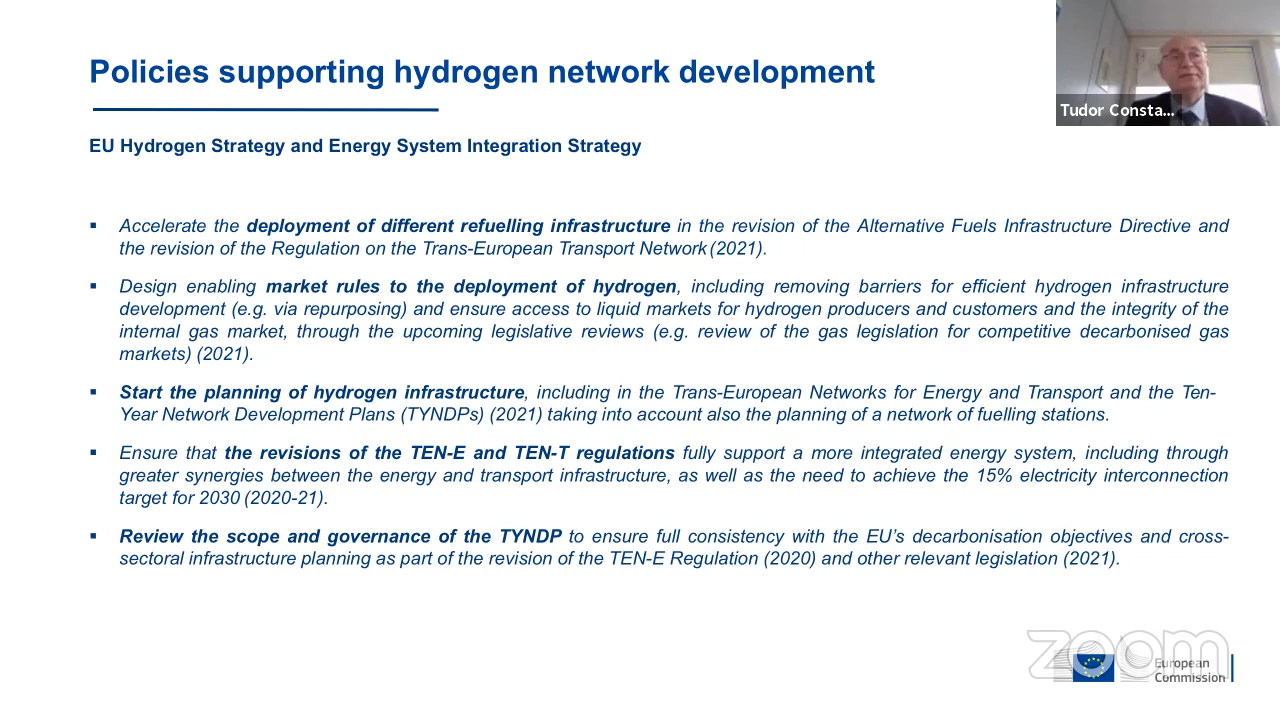 Policies supporting hydrogen network development
Tudor Consta...
EU Hydrogen Strategy and Energy System Integration Strategy
▪ Accelerate the deployment of different refuelling infrastructure in the revision of the Alternative Fuels Infrastructure Directive and
the revision of the Regulation on the Trans-European Transport Network (2021).
▪ Design enabling market rules to the deployment of hydrogen, including removing barriers for efficient hydrogen infrastructure
development (e.g. via repurposing) and ensure access to liquid markets for hydrogen producers and customers and the integrity of the
internal gas market, through the upcoming legislative reviews (e.g. review of the gas legislation for competitive decarbonised gas
markets) (2021).
▪ Start the planning of hydrogen infrastructure, including in the Trans-European Networks for Energy and Transport and the Ten-
Year Network Development Plans (TYNDPs) (2021) taking into account also the planning of a network of fuelling stations.
▪ Ensure that the revisions of the TEN-E and TEN-T regulations fully support a more integrated energy system, including through
greater synergies between the energy and transport infrastructure, as well as the need to achieve the 15% electricity interconnection
target for 2030 (2020-21).
▪ Review the scope and governance of the TYNDP to ensure full consistency with the EU's decarbonisation objectives and cross-
sectoral infrastructure planning as part of the revision of the TEN-E Regulation (2020) and other relevant legislation (2021).
zoom
European
Commission